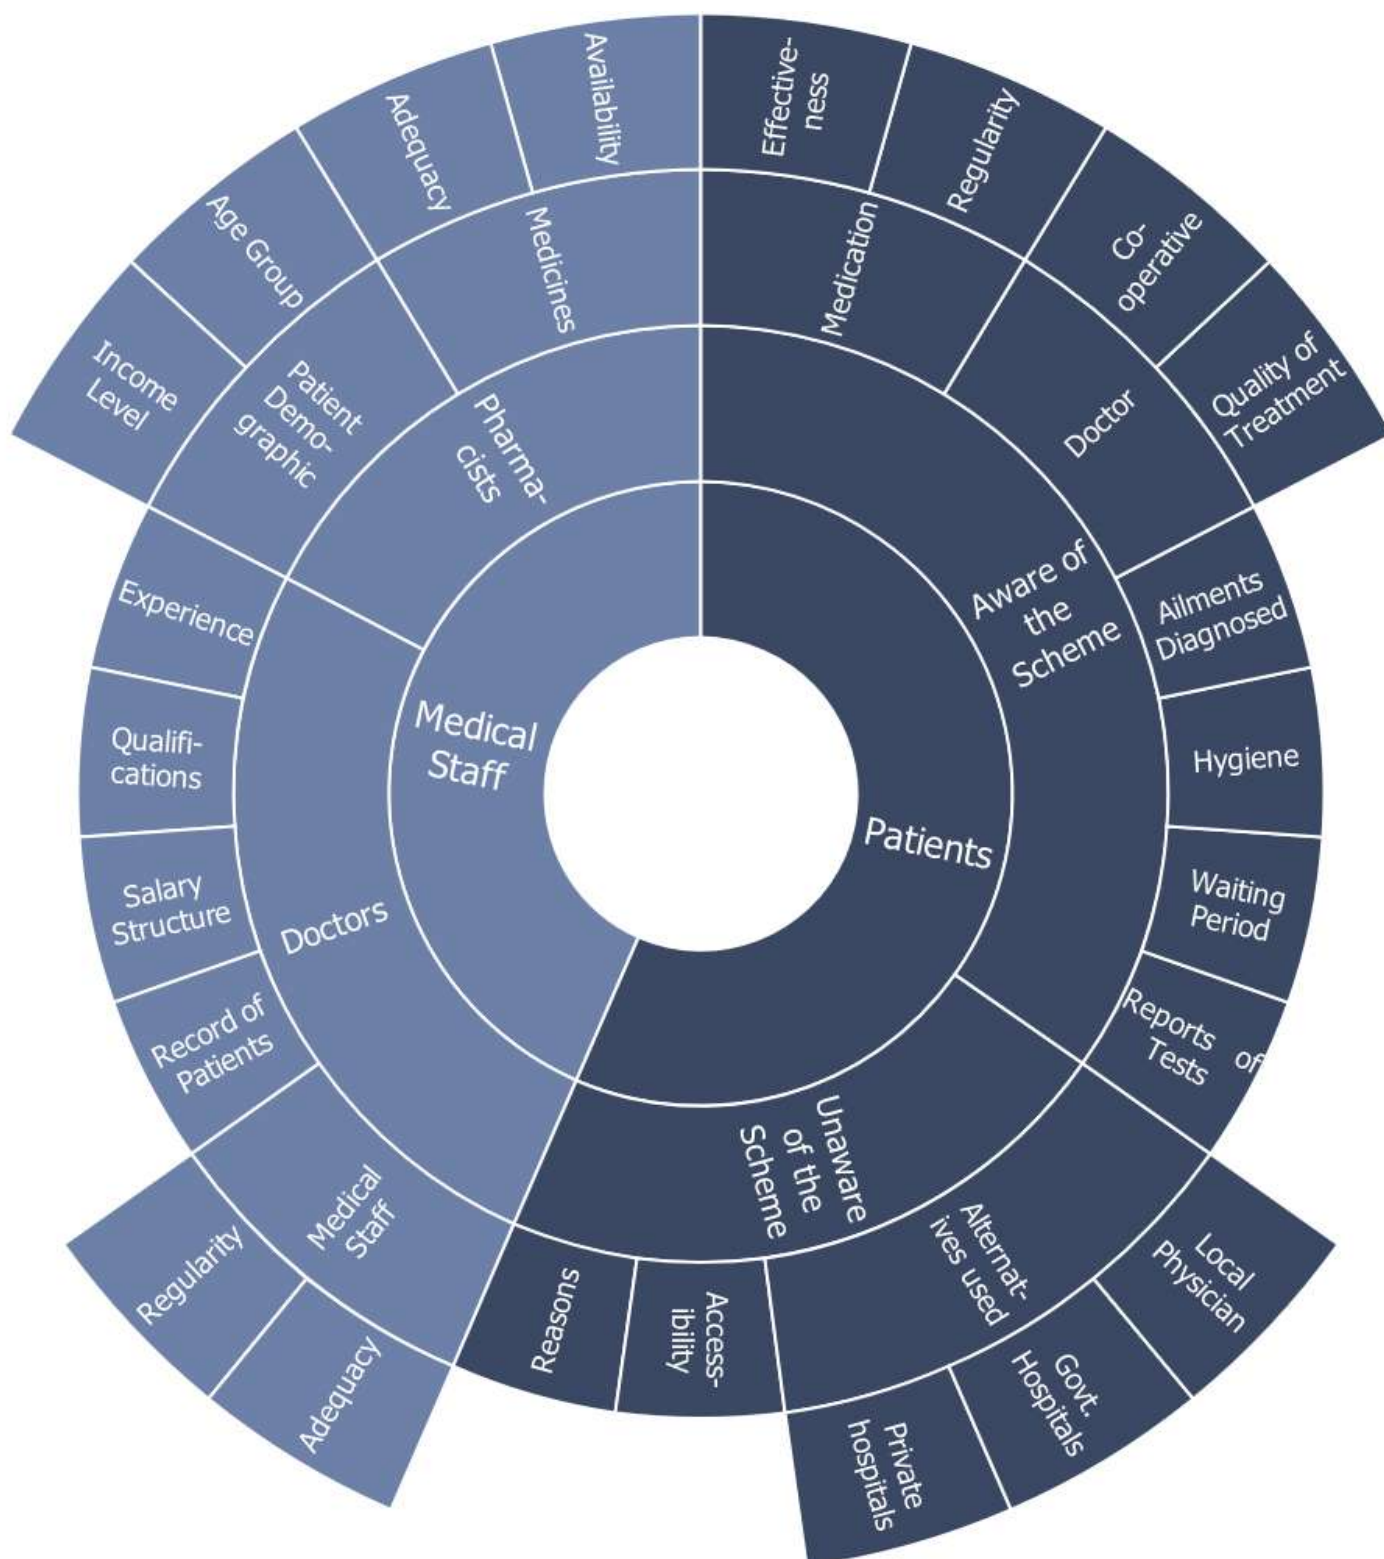 Patients
Aware of
the
Scheme
Medication
Effective-
ness
Regularity
Doctor
Co-
operative
Quality of
Treatment
Ailments
Diagnosed
Hygiene
Waiting
Period
Reports of
Tests
Unaware
of the
Scheme
Alternat-
ives used
Local
Physician
Govt.
Hospitals
Private
hospitals
Access-
ibility
Reasons
Medical
Staff
Doctors
Medical
Staff
Adequacy
Regularity
Record of
Patients
Salary
Structure
Qualifi-
cations
Experience
Pharma-
cists
Patient
Demo-
graphic
Income
Level
Age Group
Medicines
Adequacy
Availability